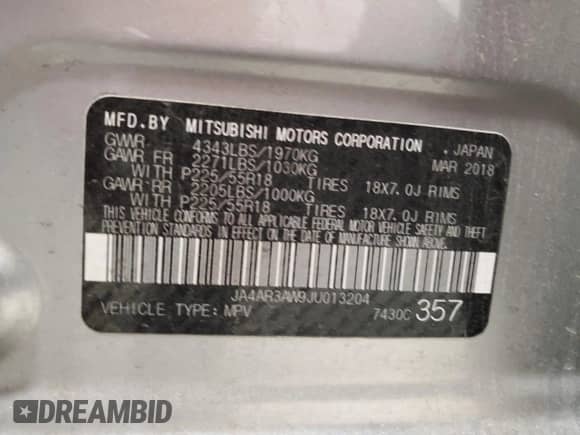 MFD.BY MITSUBISHI MOTORS CORPORATION , JAPAN
GVWR 4343LBS/1970KG MAR 2018
GAWR FR 2271LBS/1030KG
WITH P225/55R18 TIRES 18X7.0J RIMS
GAWR RR 2205LBS/1000KG
WITH P225/55R18 TIRES 18X7.0J RIMS
THIS VEHICLE CONFORMS TO ALL APPLICABLE FEDERAL MOTOR VEHICLE SAFETY AND THEFT
PREVENTION STANDARDS IN EFFECT ON THE DATE OF MANUFACTURE SHOWN ABOVE.
JA4AR3AW9JU013204
VEHICLE TYPE: MPV 7430C 357
DREAMBID